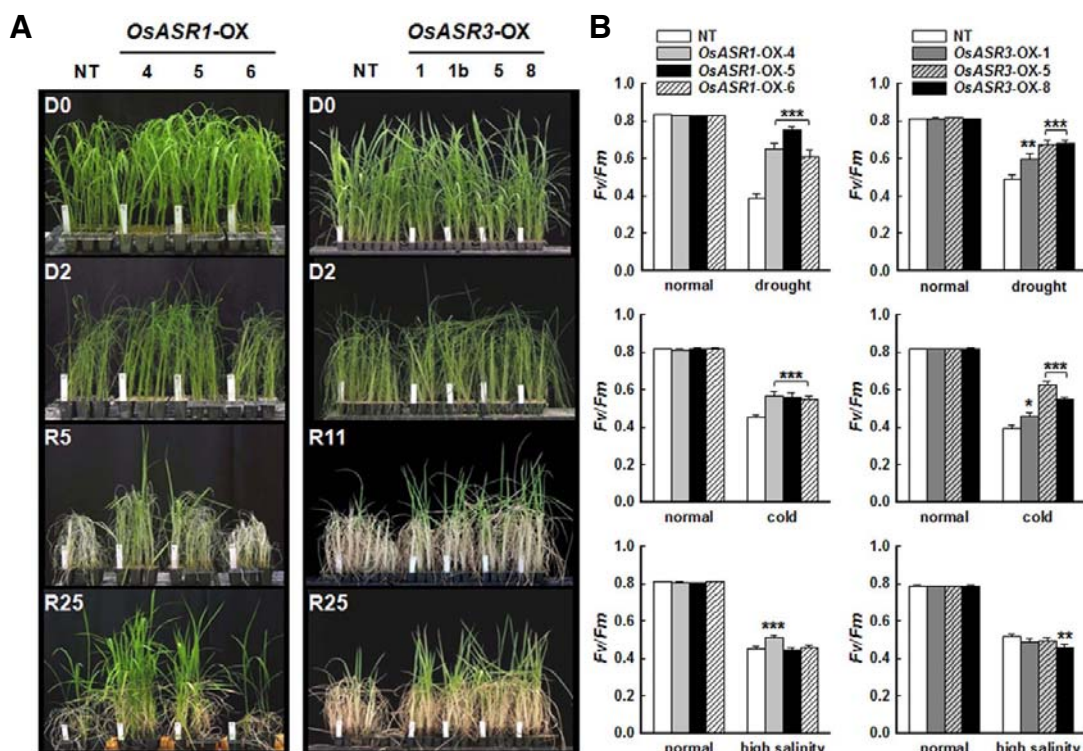 A
OsASR1-OX
OsASR3-OX
NT 4 5 6
NT 1 1b 5 8
D0
D0
D2
D2
R5
R11
R25
R25
B
NT
OsASR1-OX-4
OsASR1-OX-5
OsASR1-OX-6
NT
OsASR3-OX-1
OsASR3-OX-5
OsASR3-OX-8
Fv/Fm
1.0
0.8
0.6
0.4
0.2
0.0
***
normal drought
Fv/Fm
1.0
0.8
0.6
0.4
0.2
0.0
**
***
normal drought
Fv/Fm
1.0
0.8
0.6
0.4
0.2
0.0
***
normal cold
Fv/Fm
1.0
0.8
0.6
0.4
0.2
0.0
*
***
normal cold
Fv/Fm
1.0
0.8
0.6
0.4
0.2
0.0
***
normal high salinity
Fv/Fm
1.0
0.8
0.6
0.4
0.2
0.0
**
normal high salinity